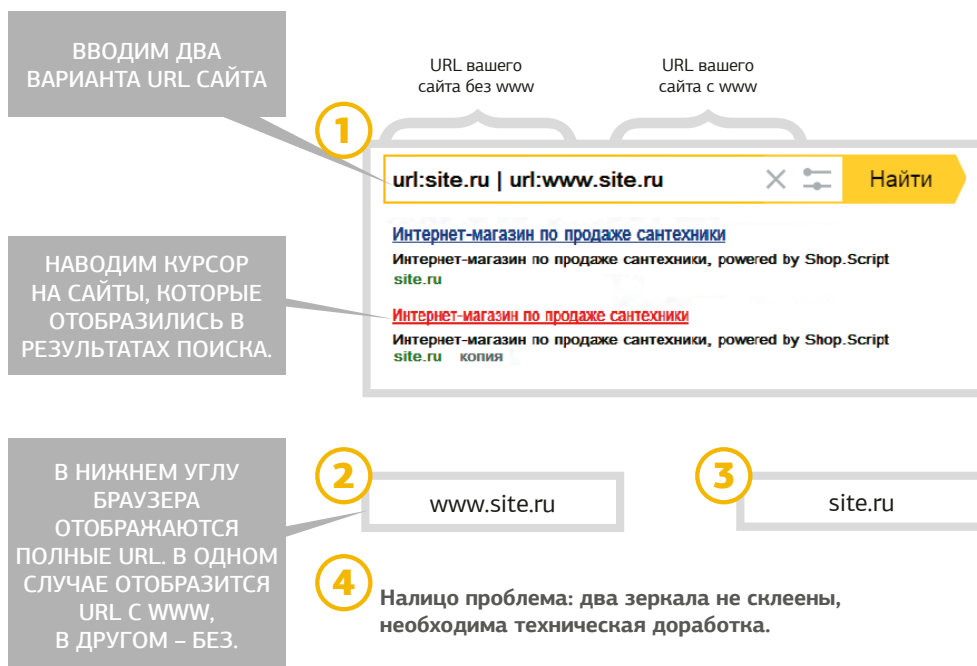 ВВОДИМ ДВА
ВАРИАНТА URL САЙТА
URL вашего
сайта без www
URL вашего
сайта с www
1
url:site.ru | url:www.site.ru
Найти
Интернет-магазин по продаже сантехники
Интернет-магазин по продаже сантехники, powered by Shop.Script
site.ru
НАВОДИМ КУРСОР
НА САЙТЫ, КОТОРЫЕ
ОТОБРАЗИЛИСЬ В
РЕЗУЛЬТАТАХ ПОИСКА.
Интернет-магазин по продаже сантехники
Интернет-магазин по продаже сантехники, powered by Shop.Script
site.ru копия
В НИЖНЕМ УГЛУ
БРАУЗЕРА
ОТОБРАЖАЮТСЯ
ПОЛНЫЕ URL. В ОДНОМ
СЛУЧАЕ ОТОБРАЗИТСЯ
URL С WWW,
В ДРУГОМ – БЕЗ.
2
www.site.ru
3
site.ru
4
Налицо проблема: два зеркала не склеены,
необходима техническая доработка.